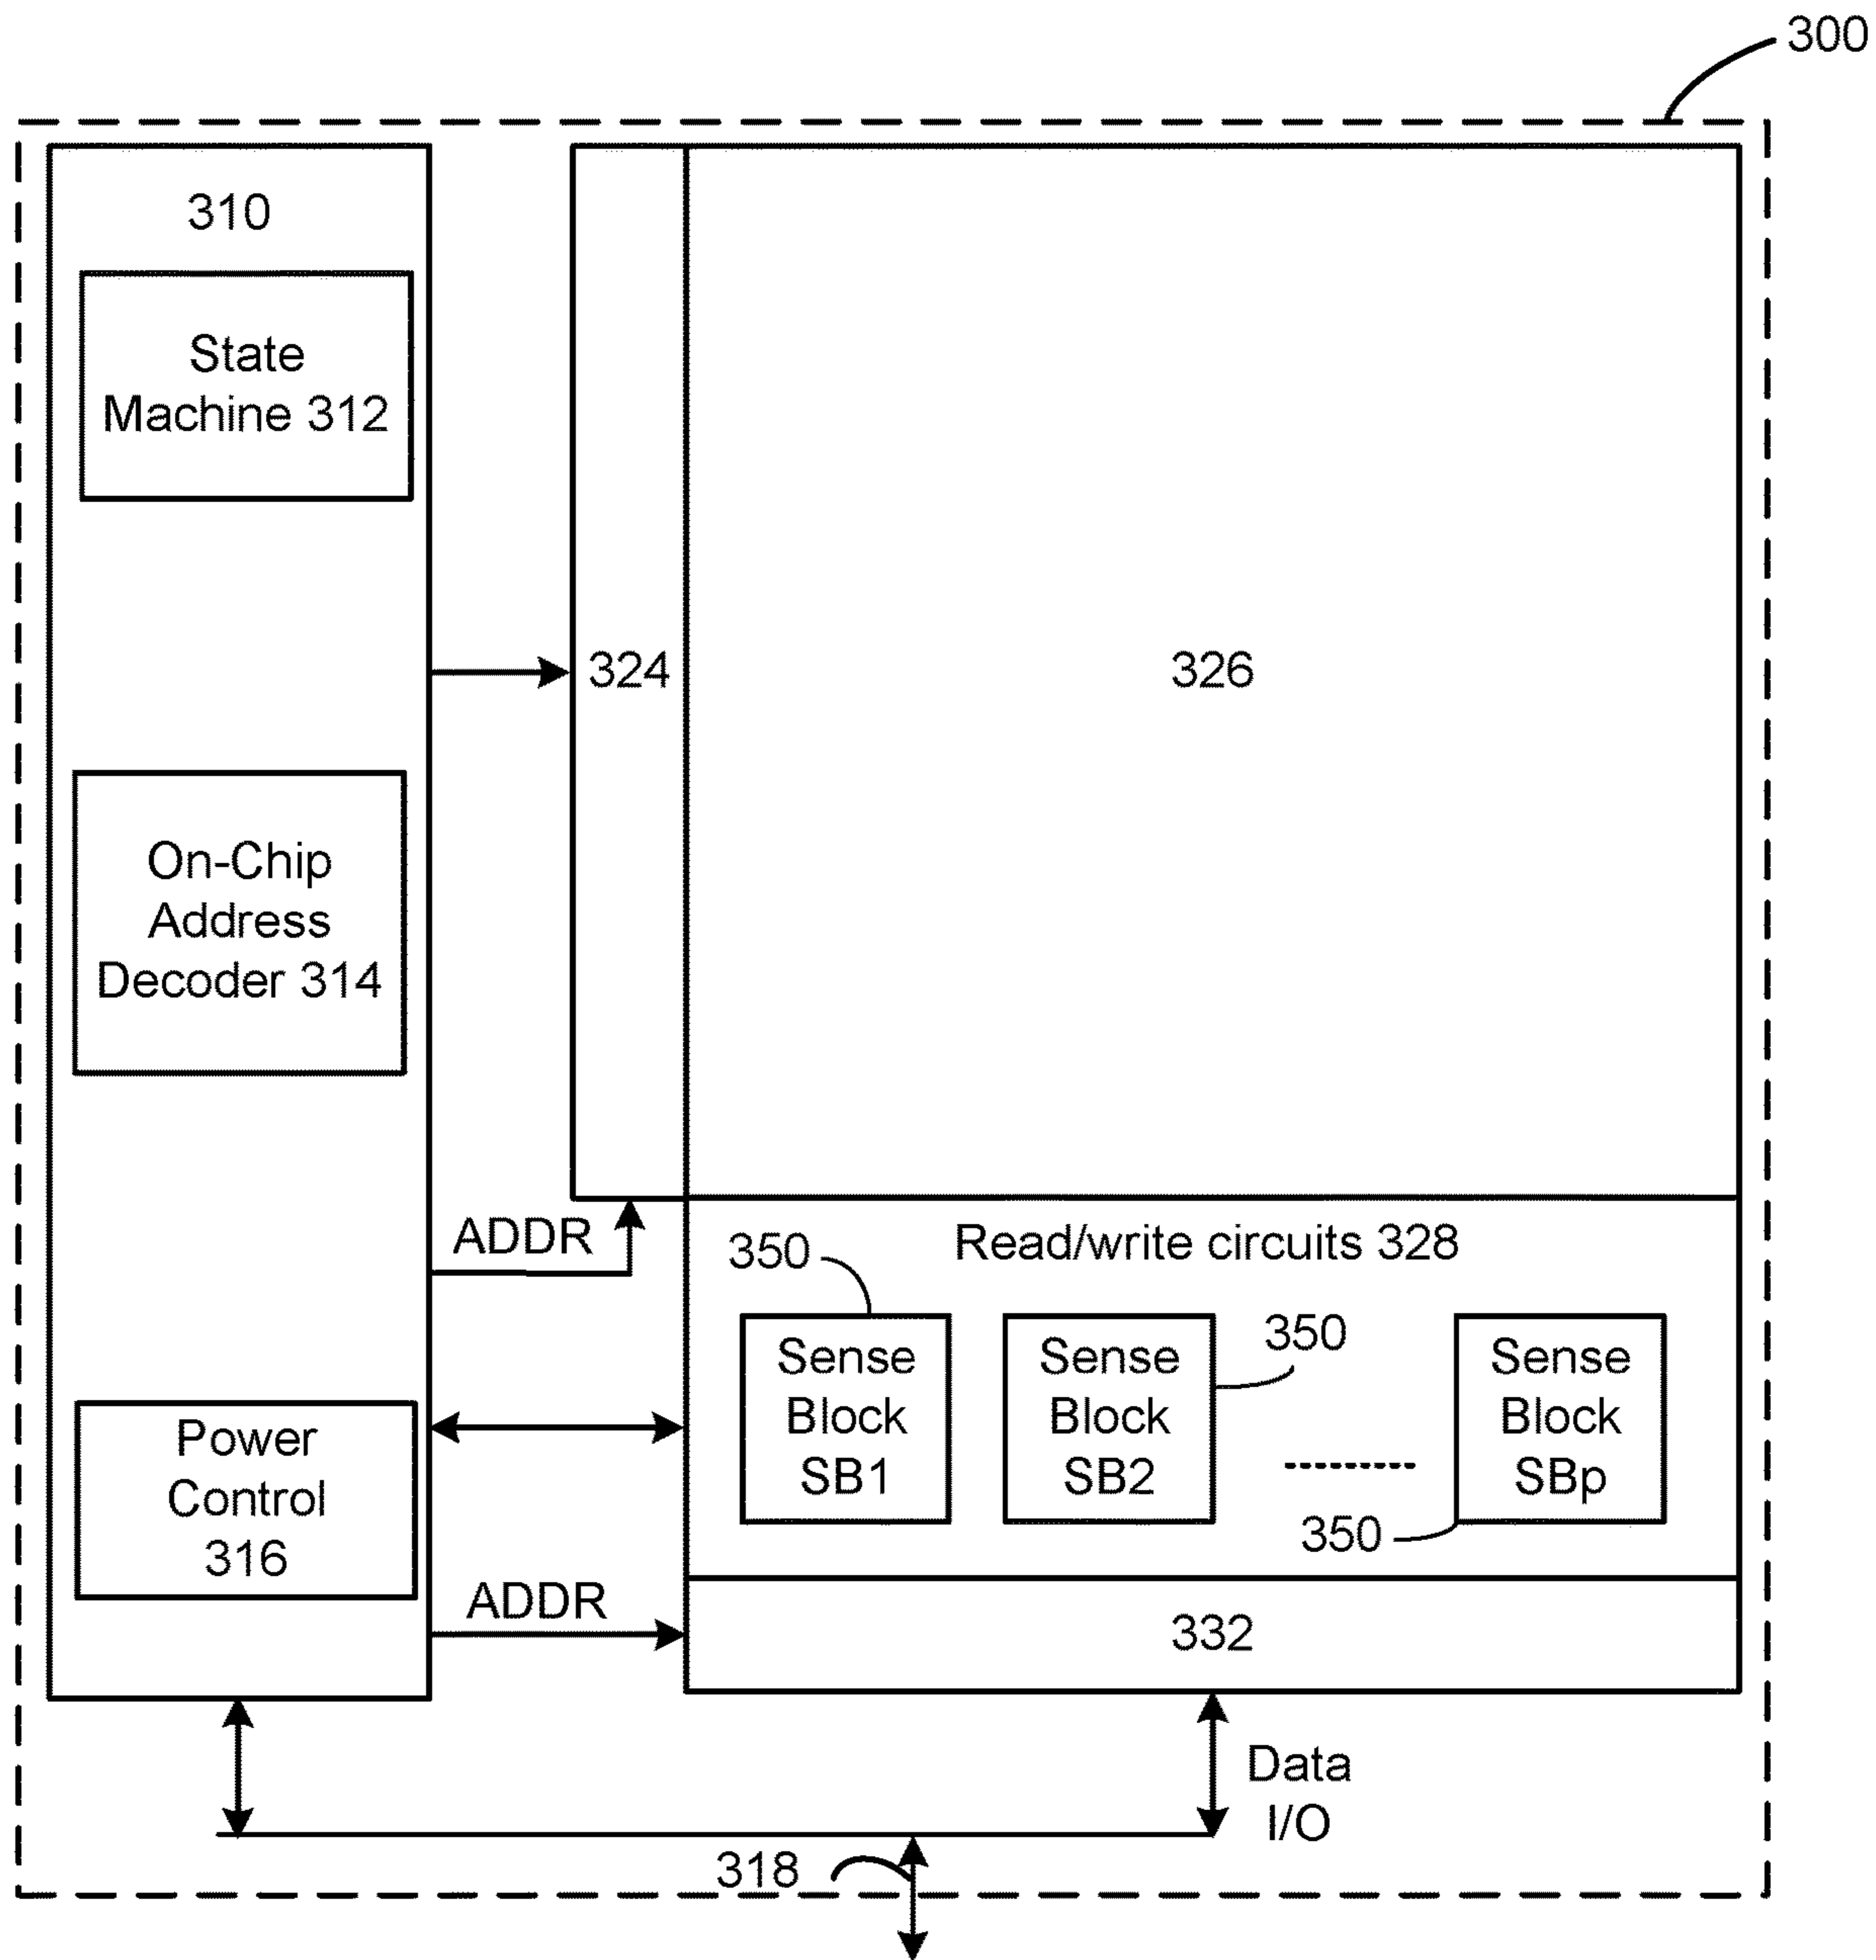 300
310
State
Machine 312
324
326
On-Chip
Address
Decoder 314
ADDR
Read/write circuits 328
350
350
Sense
Block
SB1
Sense
Block
SB2
Sense
Block
SBp
350
Power
Control
316
ADDR
332
Data
I/O
318